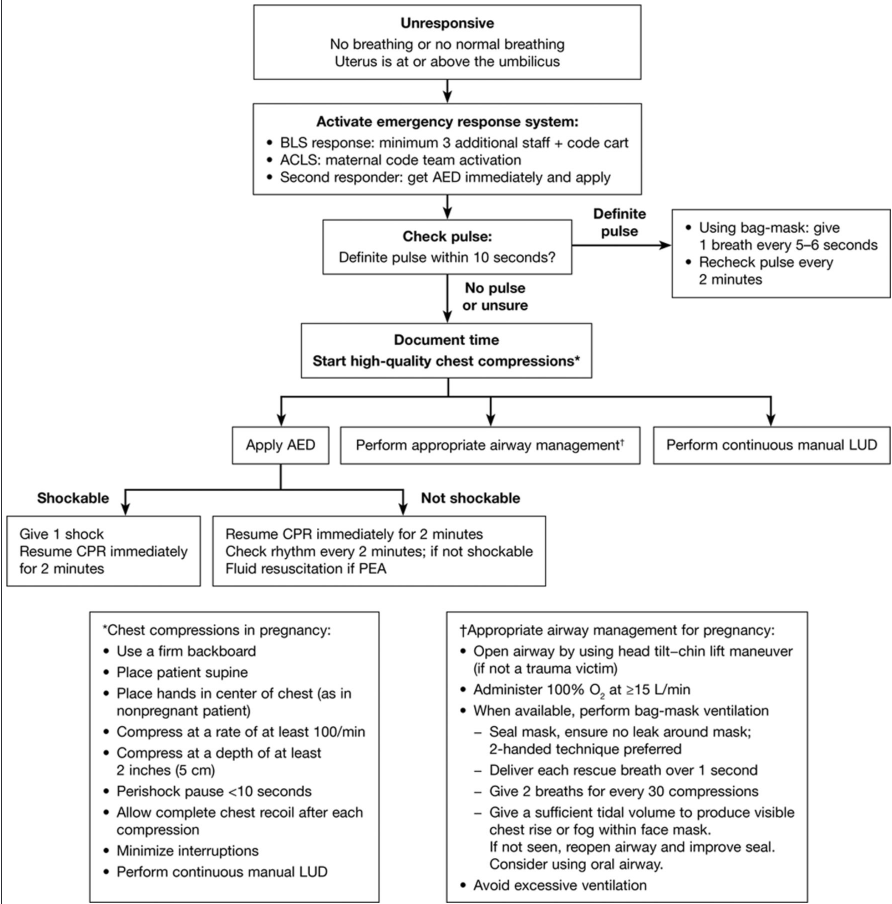 Unresponsive
No breathing or no normal breathing
Uterus is at or above the umbilicus
Activate emergency response system:
• BLS response: minimum 3 additional staff + code cart
• ACLS: maternal code team activation
• Second responder: get AED immediately and apply
Check pulse:
Definite pulse within 10 seconds?
Definite
pulse
• Using bag-mask: give
1 breath every 5–6 seconds
• Recheck pulse every
2 minutes
No pulse
or unsure
Document time
Start high-quality chest compressions*
Apply AED
Perform appropriate airway management†
Perform continuous manual LUD
Shockable
Not shockable
Give 1 shock
Resume CPR immediately
for 2 minutes
Resume CPR immediately for 2 minutes
Check rhythm every 2 minutes; if not shockable
Fluid resuscitation if PEA
*Chest compressions in pregnancy:
• Use a firm backboard
• Place patient supine
• Place hands in center of chest (as in
nonpregnant patient)
• Compress at a rate of at least 100/min
• Compress at a depth of at least
2 inches (5 cm)
• Perishock pause <10 seconds
• Allow complete chest recoil after each
compression
• Minimize interruptions
• Perform continuous manual LUD
†Appropriate airway management for pregnancy:
• Open airway by using head tilt–chin lift maneuver
(if not a trauma victim)
• Administer 100% O₂ at ≥15 L/min
• When available, perform bag-mask ventilation
– Seal mask, ensure no leak around mask;
2-handed technique preferred
– Deliver each rescue breath over 1 second
– Give 2 breaths for every 30 compressions
– Give a sufficient tidal volume to produce visible
chest rise or fog within face mask.
If not seen, reopen airway and improve seal.
Consider using oral airway.
• Avoid excessive ventilation